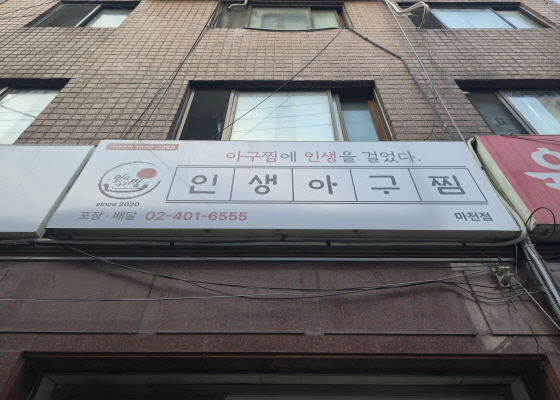 아구찜에 인생을 걸었다.
인생아구찜
since 2020
포장·배달 02-401-6555
마천점